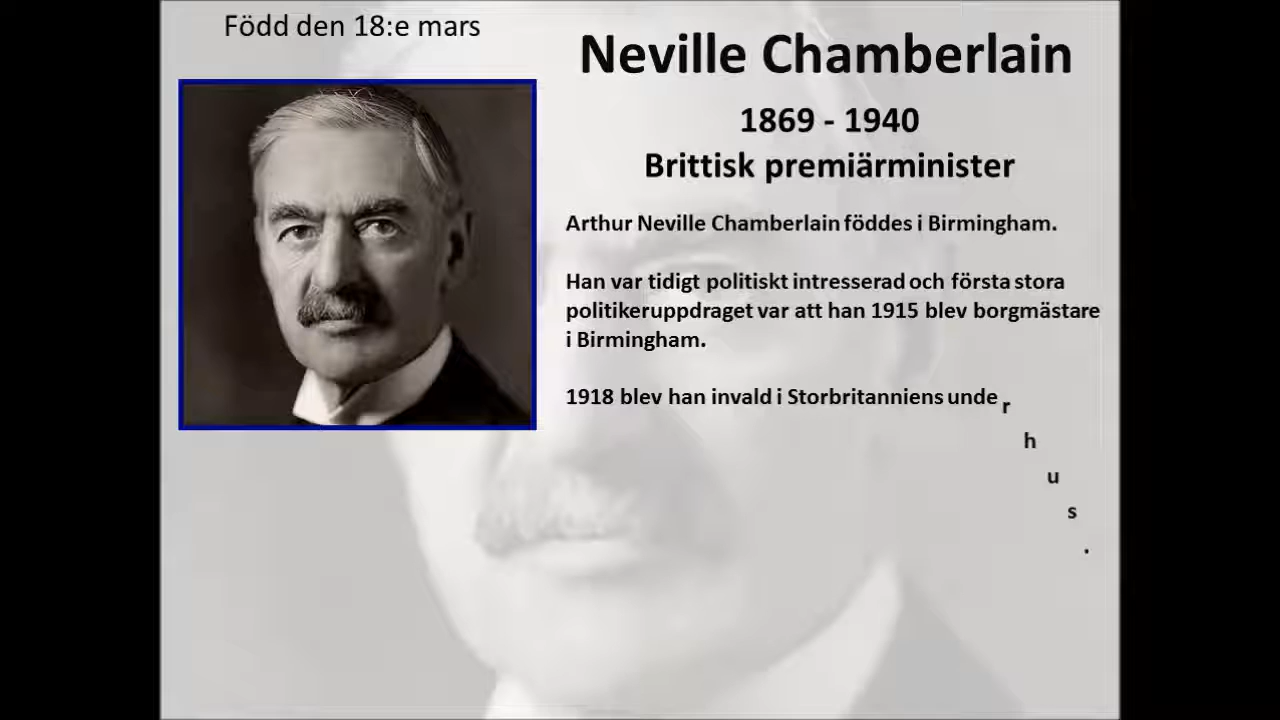 Född den 18:e mars
Neville Chamberlain
1869 - 1940
Brittisk premiärminister
Arthur Neville Chamberlain föddes i Birmingham.
Han var tidigt politiskt intresserad och första stora
politikeruppdraget var att han 1915 blev borgmästare
i Birmingham.
1918 blev han invald i Storbritanniens underhus.